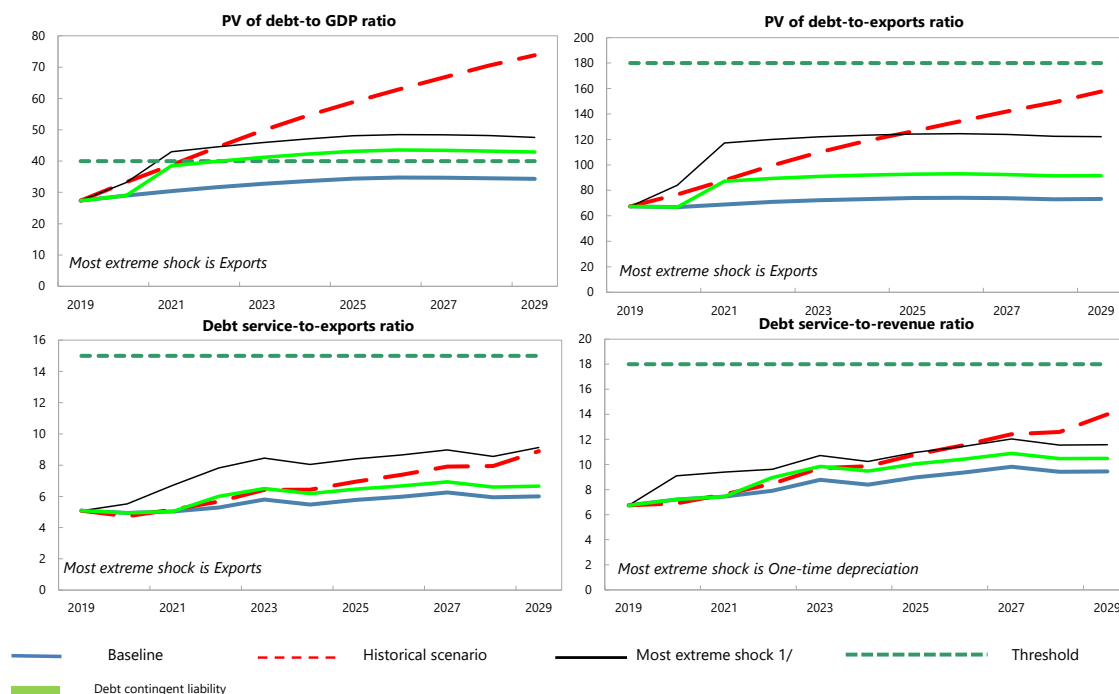 PV of debt-to GDP ratio
80
70
60
50
40
30
20
10
0
Most extreme shock is Exports
2019 2021 2023 2025 2027 2029
PV of debt-to-exports ratio
200
180
160
140
120
100
80
60
40
20
0
Most extreme shock is Exports
2019 2021 2023 2025 2027 2029
Debt service-to-exports ratio
16
14
12
10
8
6
4
2
0
Most extreme shock is Exports
2019 2021 2023 2025 2027 2029
Debt service-to-revenue ratio
20
18
16
14
12
10
8
6
4
2
0
Most extreme shock is One-time depreciation
2019 2021 2023 2025 2027 2029
Baseline Historical scenario Most extreme shock 1/ Threshold
Debt contingent liability